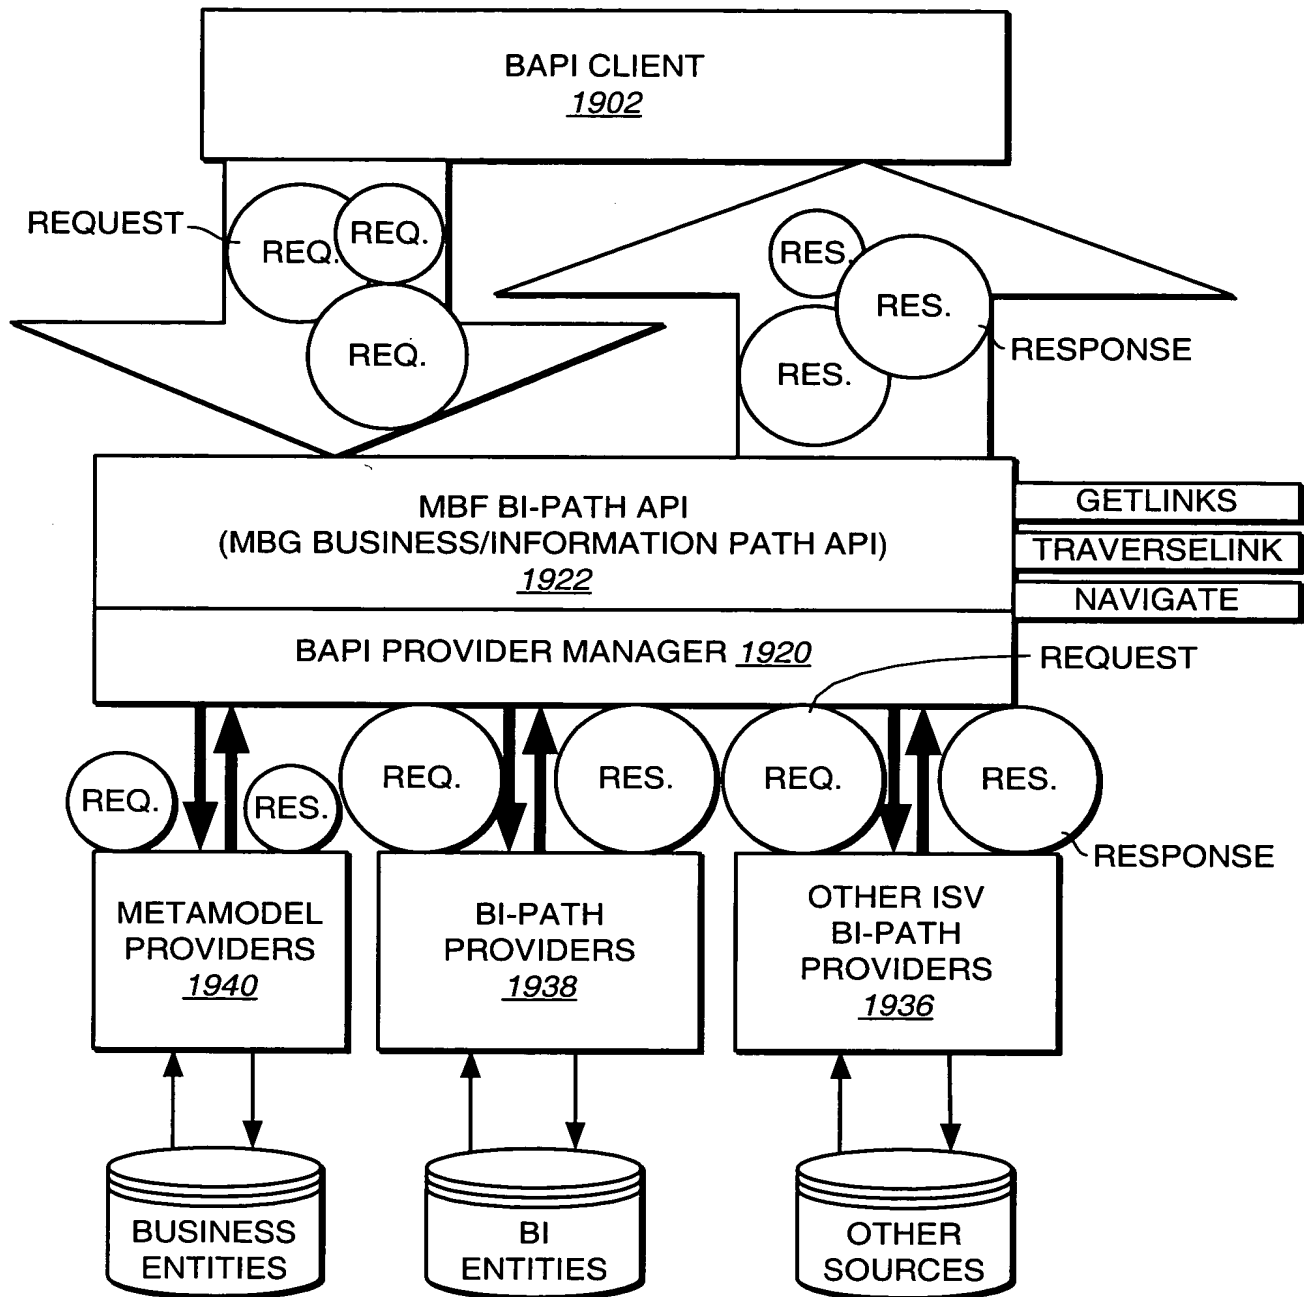 BAPI CLIENT
1902
REQUEST
REQ.
REQ.
REQ.
RES.
RES.
RES.
RESPONSE
MBF BI-PATH API
(MBG BUSINESS/INFORMATION PATH API)
1922
GETLINKS
TRAVERSELINK
NAVIGATE
BAPI PROVIDER MANAGER 1920
REQUEST
REQ.
RES.
REQ.
RES.
REQ.
RES.
RESPONSE
METAMODEL
PROVIDERS
1940
BI-PATH
PROVIDERS
1938
OTHER ISV
BI-PATH
PROVIDERS
1936
BUSINESS
ENTITIES
BI
ENTITIES
OTHER
SOURCES